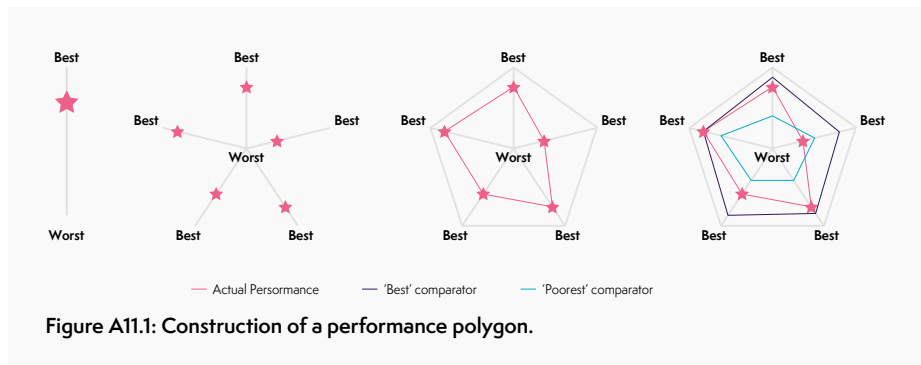 Best
Worst
Best
Best
Best
Worst
Best
Best
Best
Best
Best
Worst
Best
Best
Best
Best
Best
Worst
Best
Best
Actual Persormance
‘Best’ comparator
‘Poorest’ comparator
Figure A11.1: Construction of a performance polygon.